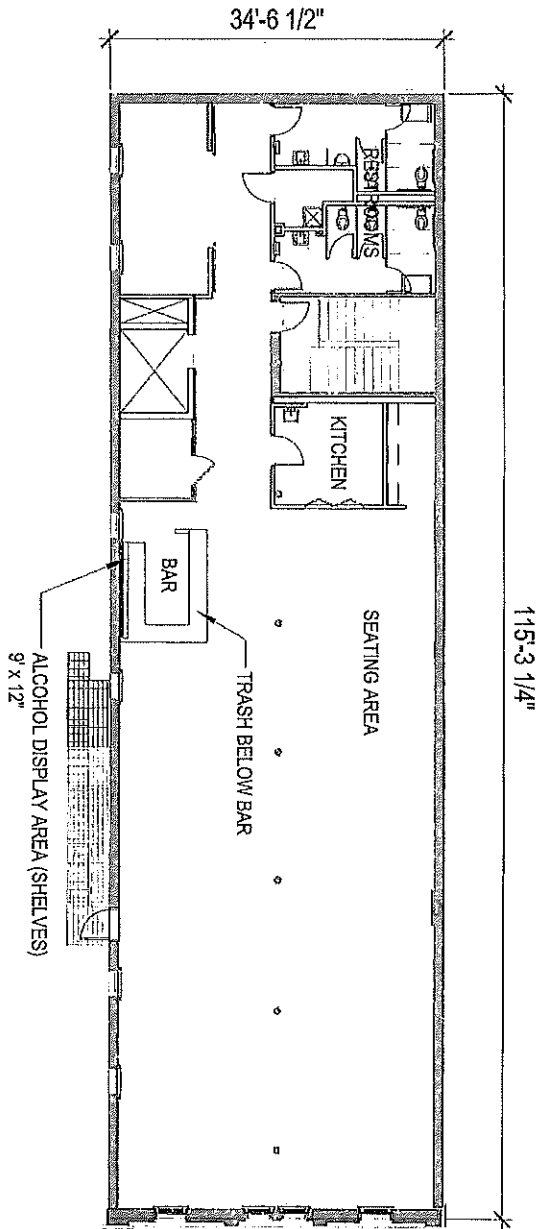 34'-6 1/2"
115'-3 1/4"
RESTROOMS
KITCHEN
SEATING AREA
BAR
TRASH BELOW BAR
ALCOHOL DISPLAY AREA (SHELVES)
9' x 12"